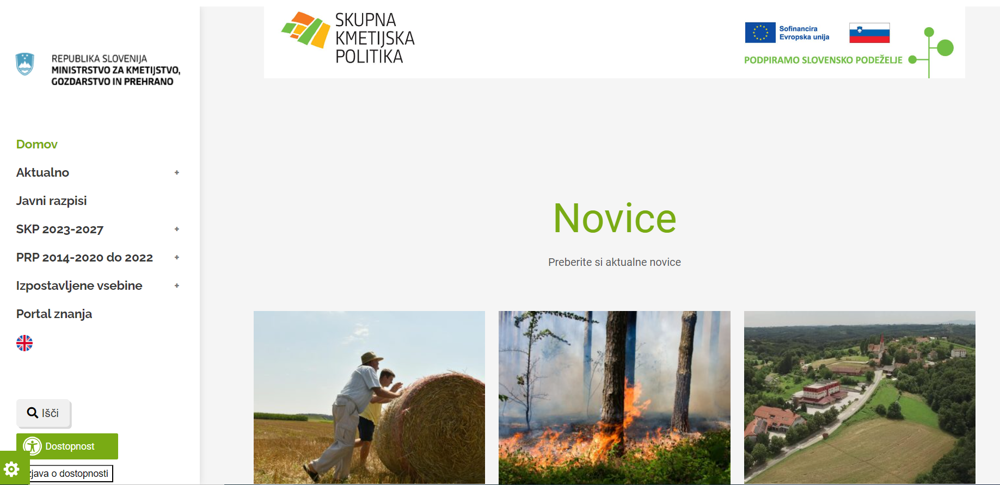 REPUBLIKA SLOVENIJA
MINISTRSTVO ZA KMETIJSTVO,
GOZDARSTVO IN PREHRANO
Domov
Aktualno +
Javni razpisi
SKP 2023-2027 +
PRP 2014-2020 do 2022 +
Izpostavljene vsebine +
Portal znanja
Išči
Dostopnost
zjava o dostopnosti
SKUPNA
KMETIJSKA
POLITIKA
Sofinancira
Evropska unija
PODPIRAMO SLOVENSKO PODEŽELJE
Novice
Preberite si aktualne novice